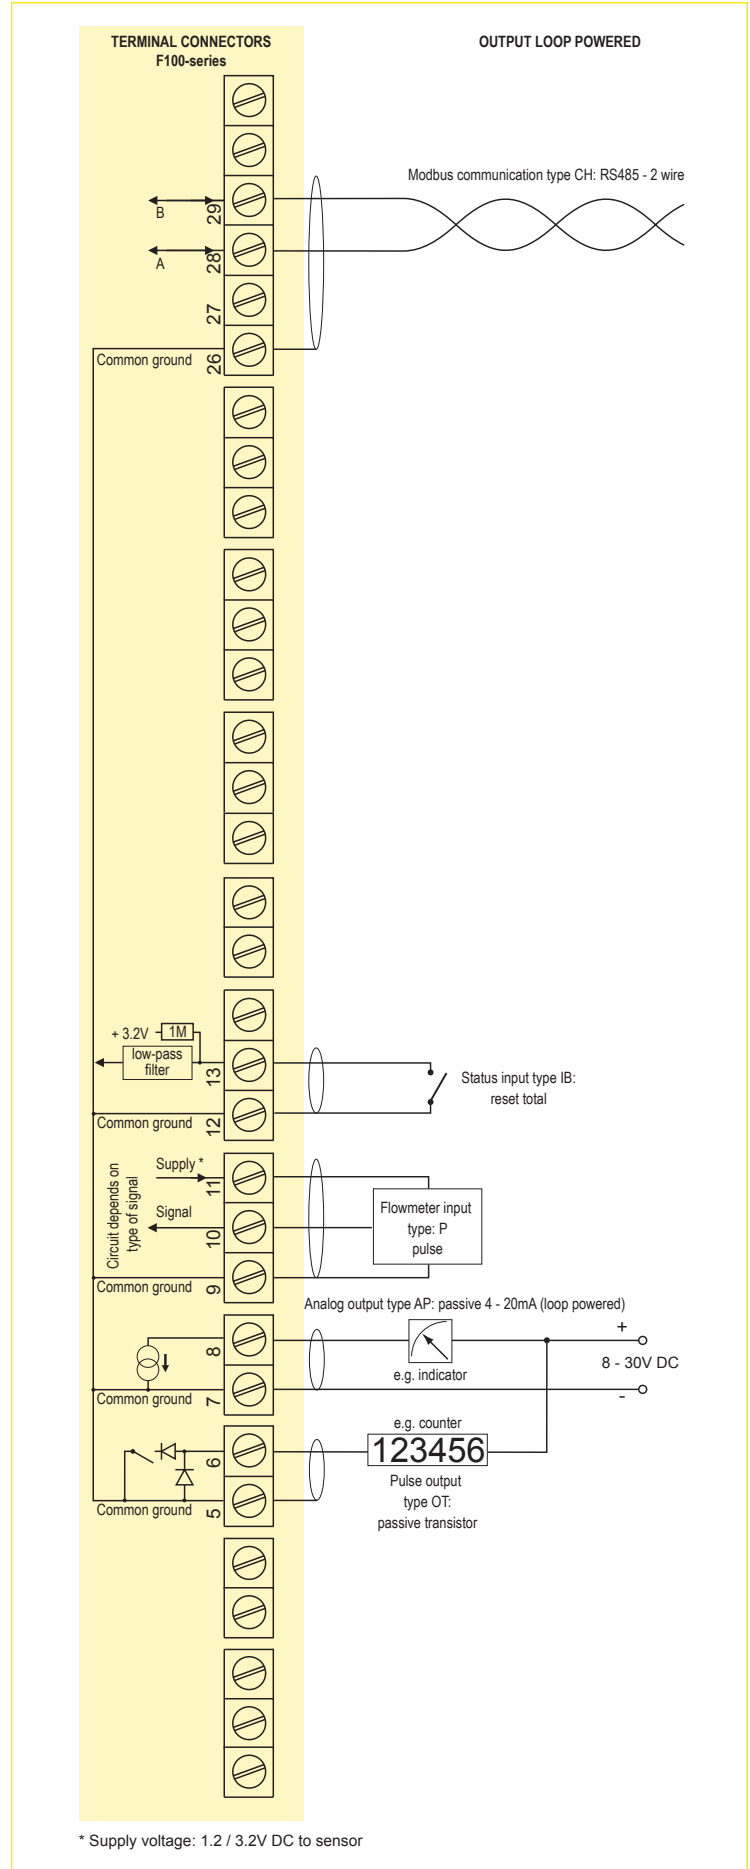 TERMINAL CONNECTORS
F100-series
OUTPUT LOOP POWERED
Modbus communication type CH: RS485 - 2 wire
B
29
A
28
27
Common ground
26
+ 3.2V
1M
low-pass
filter
13
Status input type IB:
reset total
Common ground
12
Circuit depends on
type of signal
Supply *
11
Signal
10
Flowmeter input
type: P
pulse
Common ground
9
Analog output type AP: passive 4 - 20mA (loop powered)
8
e.g. indicator
+
8 - 30V DC
-
Common ground
7
e.g. counter
6
123456
Pulse output
type OT:
passive transistor
Common ground
5
* Supply voltage: 1.2 / 3.2V DC to sensor